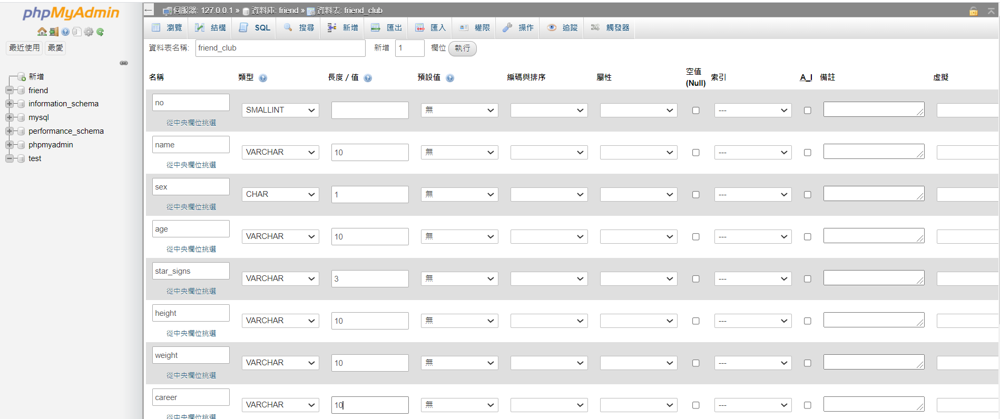 phpMyAdmin
最近使用 最愛
新增
friend
information_schema
mysql
performance_schema
phpmyadmin
test
伺服器: 127.0.0.1 » 資料庫: friend » 資料表: friend_club
瀏覽 結構 SQL 搜尋 新增 匯出 匯入 權限 操作 追蹤 觸發器
資料表名稱: friend_club 新增 1 欄位 執行
名稱 類型 長度 / 值 預設值 編碼與排序 屬性 空值 (Null) 索引 A_I 備註 虛擬
no SMALLINT 無 ---
從中央欄位挑選
name VARCHAR 10 無 ---
從中央欄位挑選
sex CHAR 1 無 ---
從中央欄位挑選
age VARCHAR 10 無 ---
從中央欄位挑選
star_signs VARCHAR 3 無 ---
從中央欄位挑選
height VARCHAR 10 無 ---
從中央欄位挑選
weight VARCHAR 10 無 ---
從中央欄位挑選
career VARCHAR 10 無 ---
從中央欄位挑選